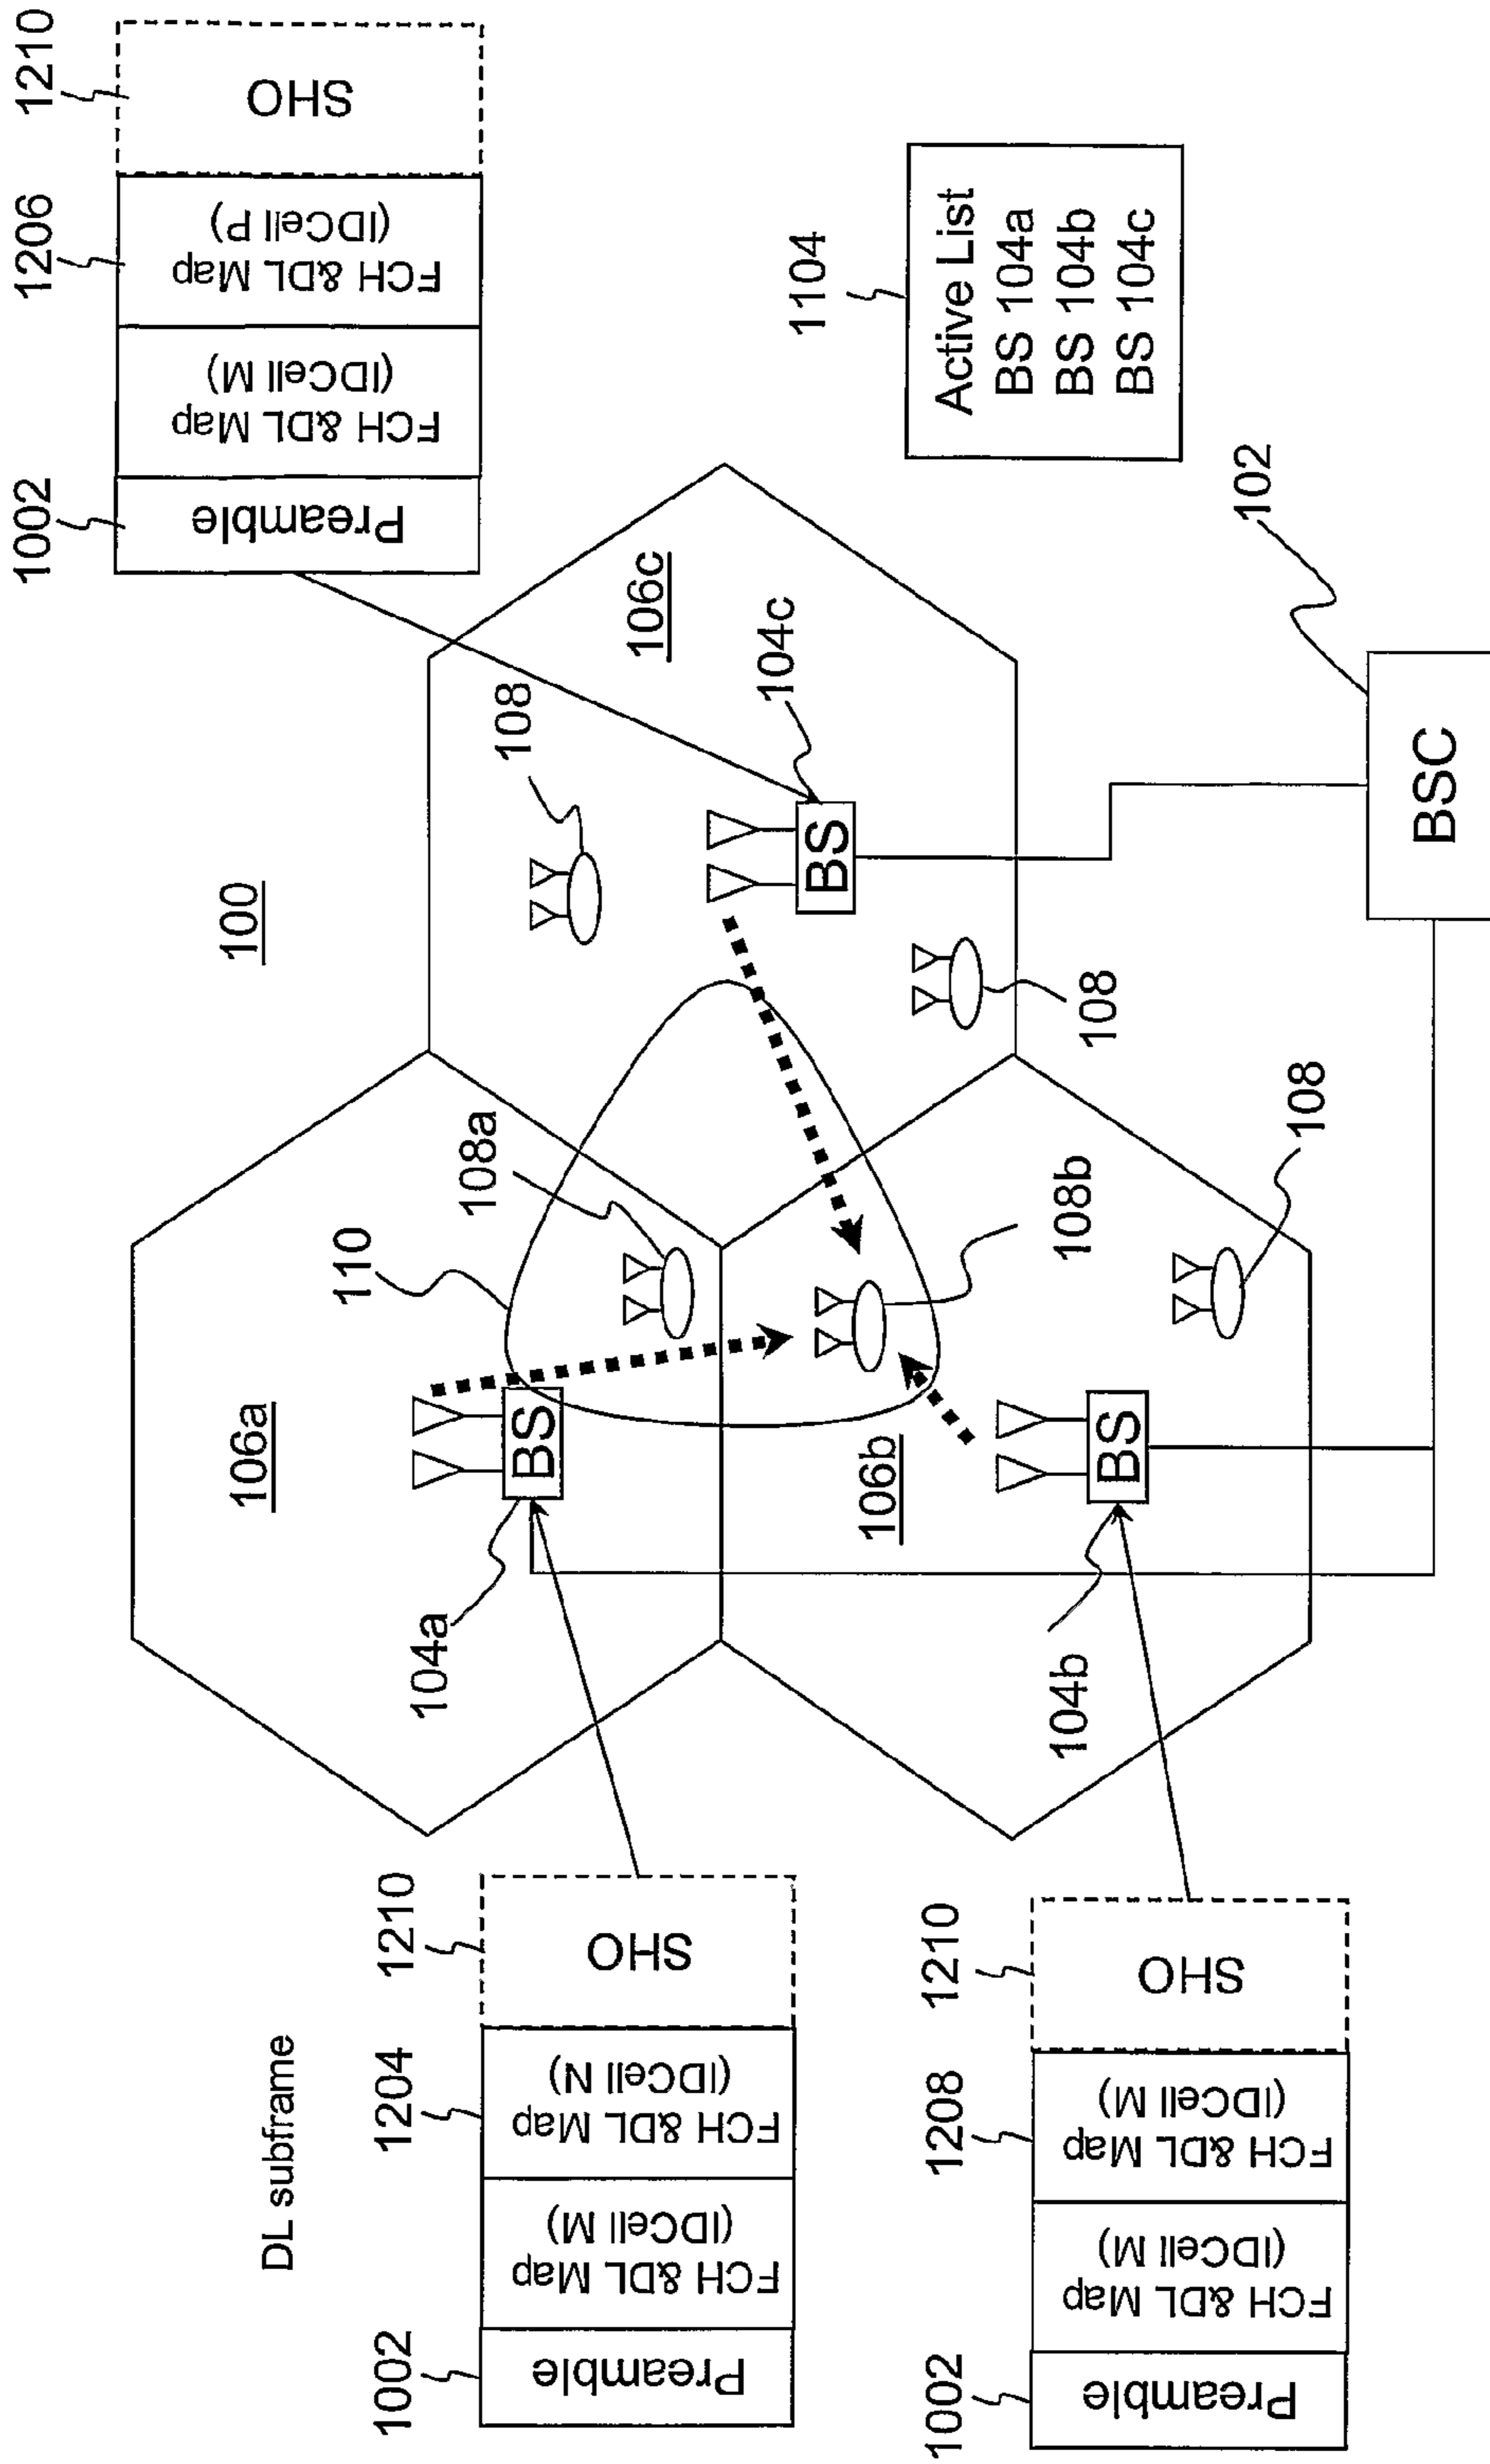 DL subframe
1002
1204
1210
Preamble
FCH &DL Map
(IDCell M)
FCH &DL Map
(IDCell N)
SHO
1002
1208
1210
Preamble
FCH &DL Map
(IDCell M)
FCH &DL Map
(IDCell M)
SHO
106a
104a
BS
110
108a
100
106b
104b
BS
108b
108
108
106c
104c
BS
108
1002
1206
1210
Preamble
FCH &DL Map
(IDCell M)
FCH &DL Map
(IDCell P)
SHO
1104
Active List
BS 104a
BS 104b
BS 104c
102
BSC